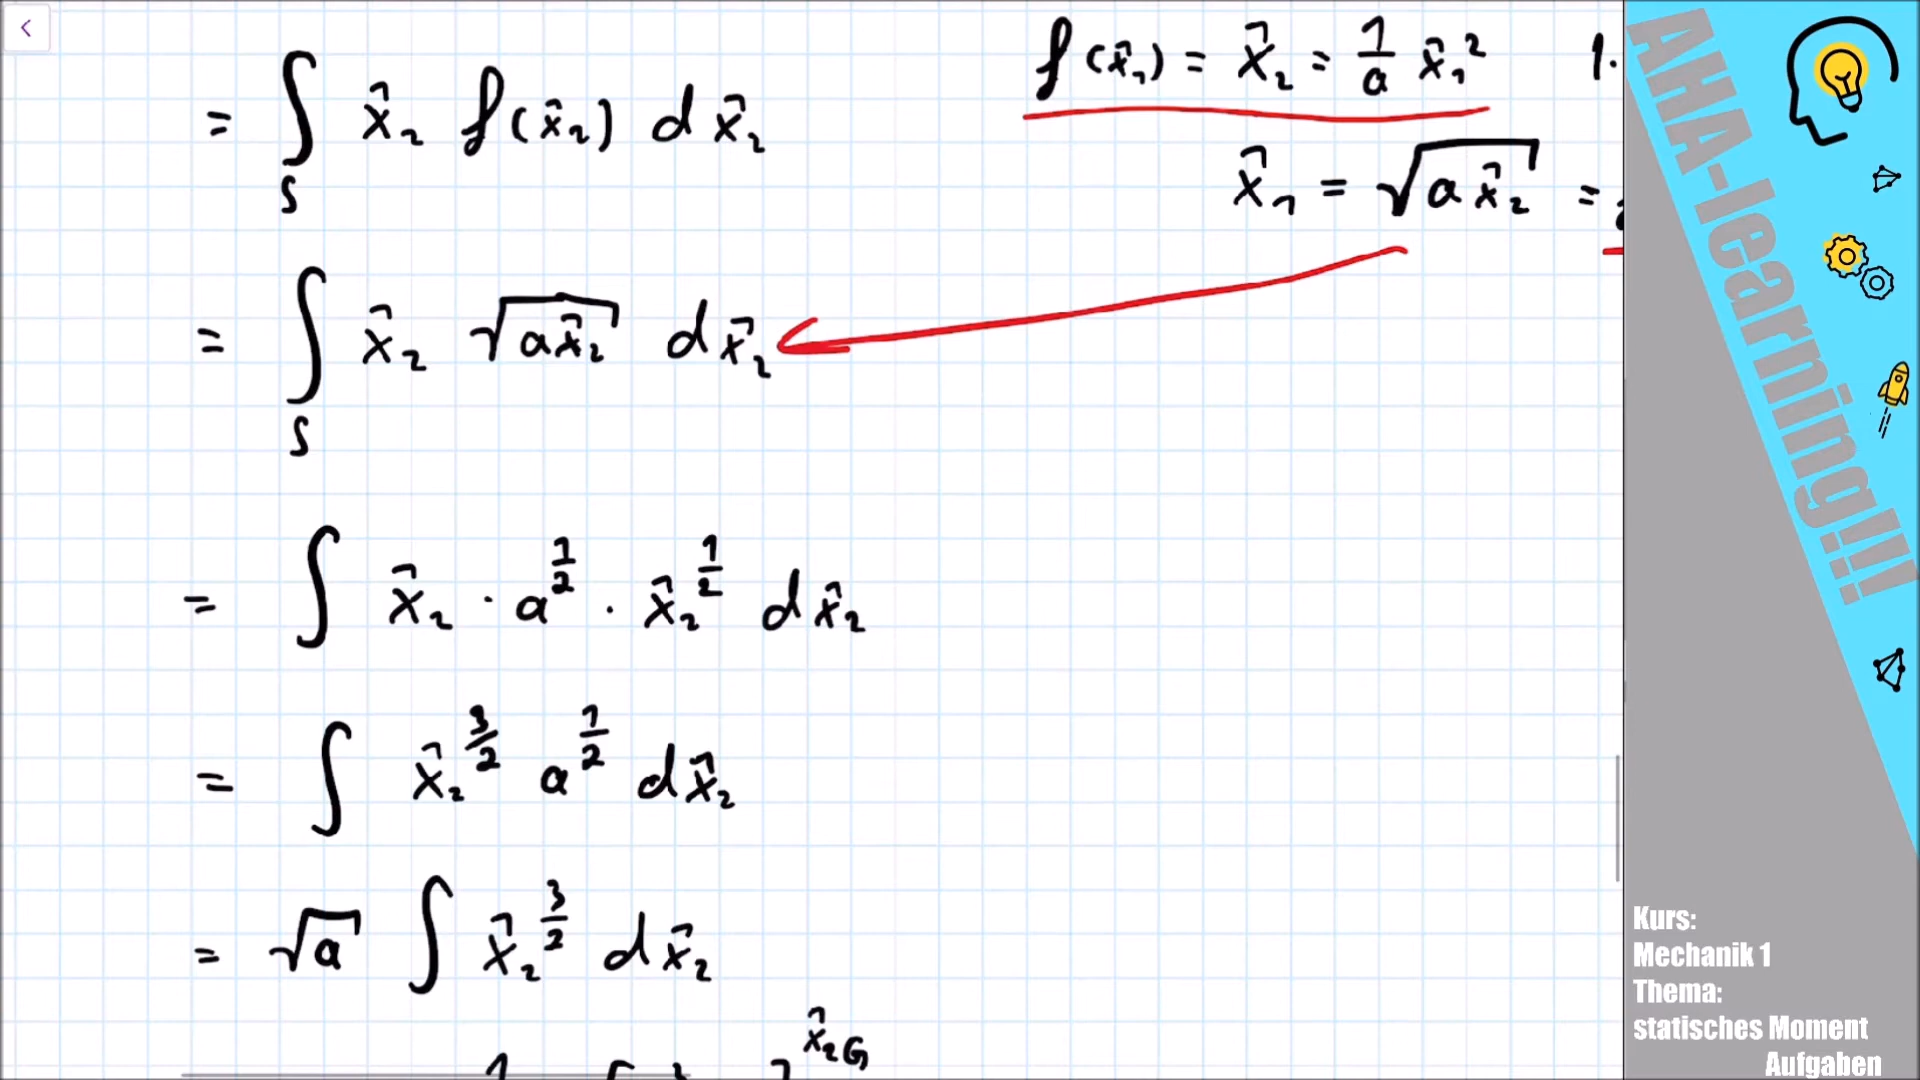 = ∫_S x̂₂ f(x̂₂) dx̂₂
f(x̂₁) = x̂₂ = 1/a x̂₁² 1.
x̂₁ = √(a x̂₂) =
= ∫_S x̂₂ √(a x̂₂) dx̂₂
= ∫ x̂₂ · a^(1/2) · x̂₂^(1/2) dx̂₂
= ∫ x̂₂^(3/2) a^(1/2) dx̂₂
= √a ∫ x̂₂^(3/2) dx̂₂
x̂₂G
AHA-learning!!!
Kurs:
Mechanik 1
Thema:
statisches Moment
Aufgaben